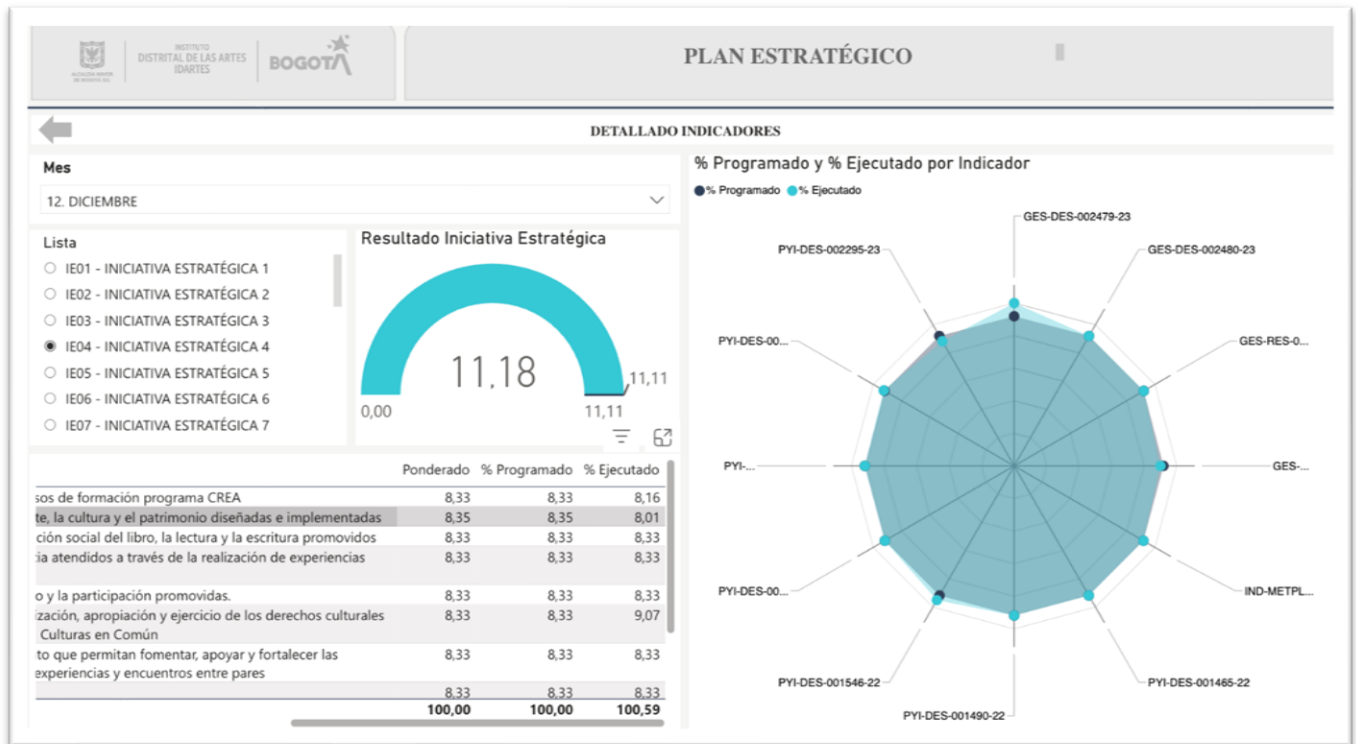 ALCALDÍA MAYOR
DE BOGOTÁ D.C.
INSTITUTO
DISTRITAL DE LAS ARTES
IDARTES
BOGOTÁ
PLAN ESTRATÉGICO
DETALLADO INDICADORES
Mes
12. DICIEMBRE
Lista
IE01 - INICIATIVA ESTRATÉGICA 1
IE02 - INICIATIVA ESTRATÉGICA 2
IE03 - INICIATIVA ESTRATÉGICA 3
IE04 - INICIATIVA ESTRATÉGICA 4
IE05 - INICIATIVA ESTRATÉGICA 5
IE06 - INICIATIVA ESTRATÉGICA 6
IE07 - INICIATIVA ESTRATÉGICA 7
Resultado Iniciativa Estratégica
11,18
11,11
0,00
11,11
Ponderado % Programado % Ejecutado
sos de formación programa CREA 8,33 8,33 8,16
te, la cultura y el patrimonio diseñadas e implementadas 8,35 8,35 8,01
ción social del libro, la lectura y la escritura promovidos 8,33 8,33 8,33
ia atendidos a través de la realización de experiencias 8,33 8,33 8,33
o y la participación promovidas. 8,33 8,33 8,33
ización, apropiación y ejercicio de los derechos culturales 8,33 8,33 9,07
Culturas en Común
to que permitan fomentar, apoyar y fortalecer las 8,33 8,33 8,33
experiencias y encuentros entre pares
8,33 8,33 8,33
100,00 100,00 100,59
% Programado y % Ejecutado por Indicador
% Programado % Ejecutado
GES-DES-002479-23
GES-DES-002480-23
GES-RES-0...
GES-...
IND-METPL...
PYI-DES-001465-22
PYI-DES-001490-22
PYI-DES-001546-22
PYI-DES-00...
PYI-...
PYI-DES-00...
PYI-DES-002295-23